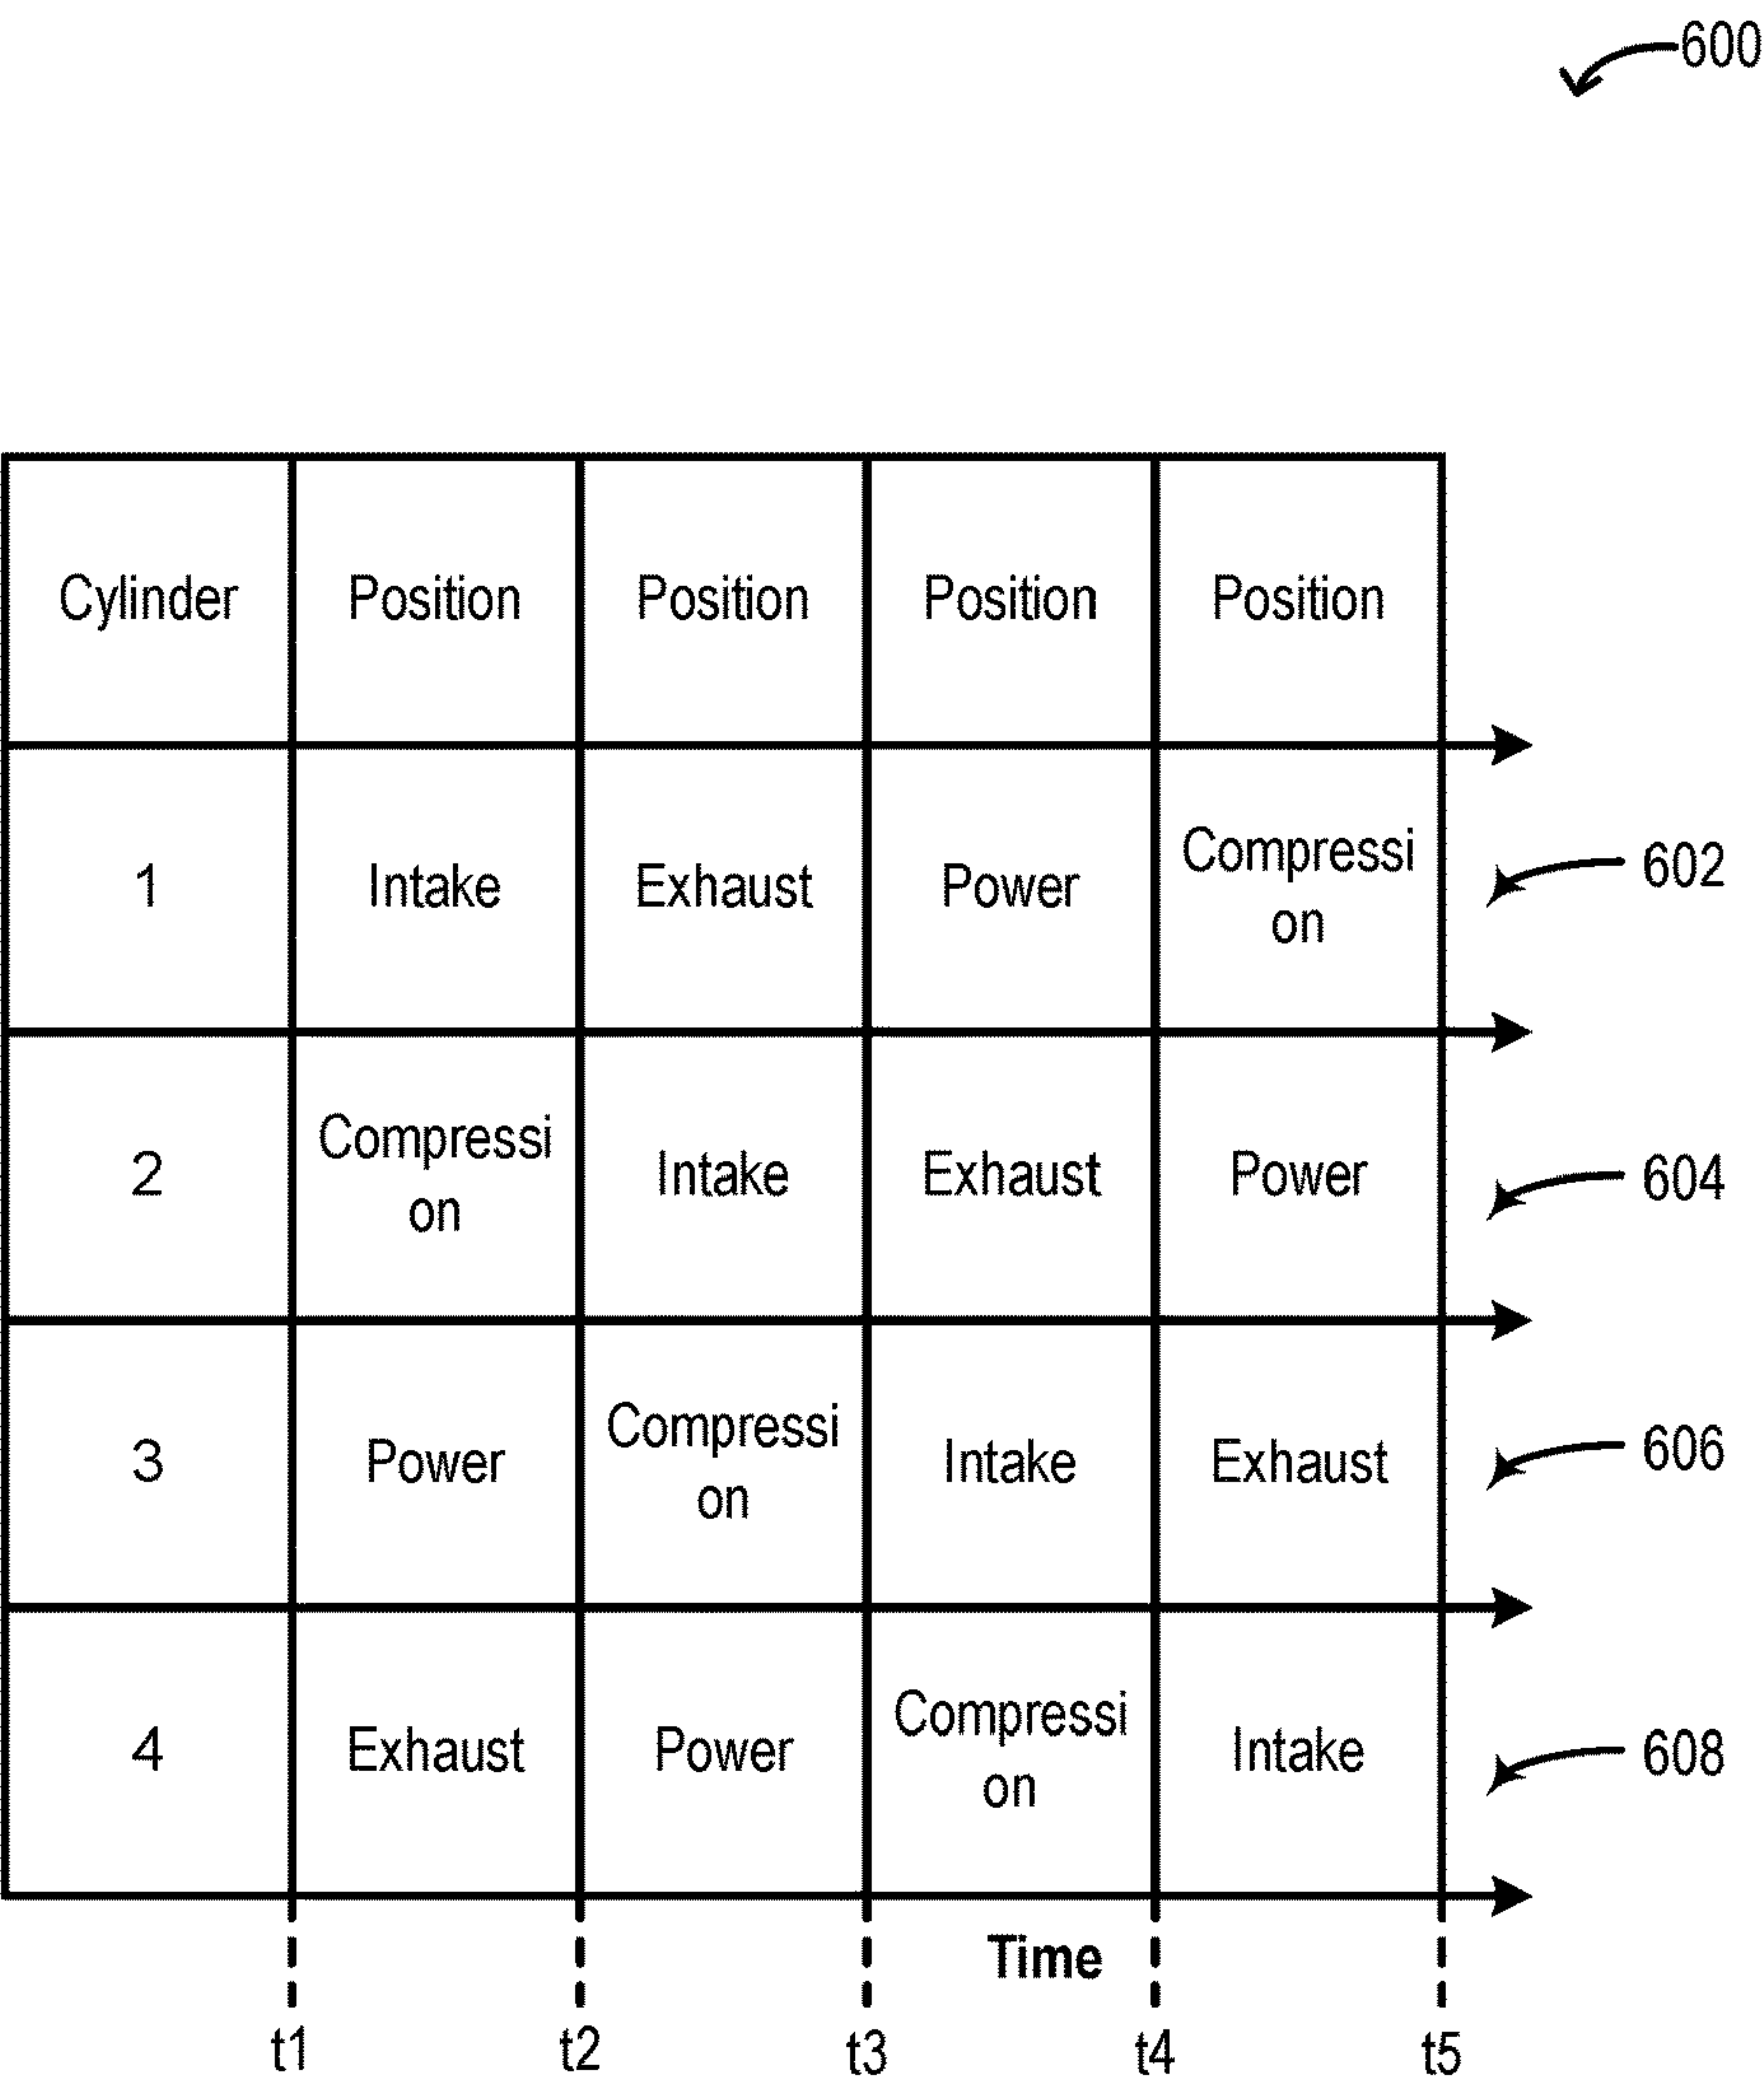 600
Cylinder Position Position Position Position
1 Intake Exhaust Power Compressi
on
602
2 Compressi
on Intake Exhaust Power
604
3 Power Compressi
on Intake Exhaust
606
4 Exhaust Power Compressi
on Intake
608
Time
t1 t2 t3 t4 t5